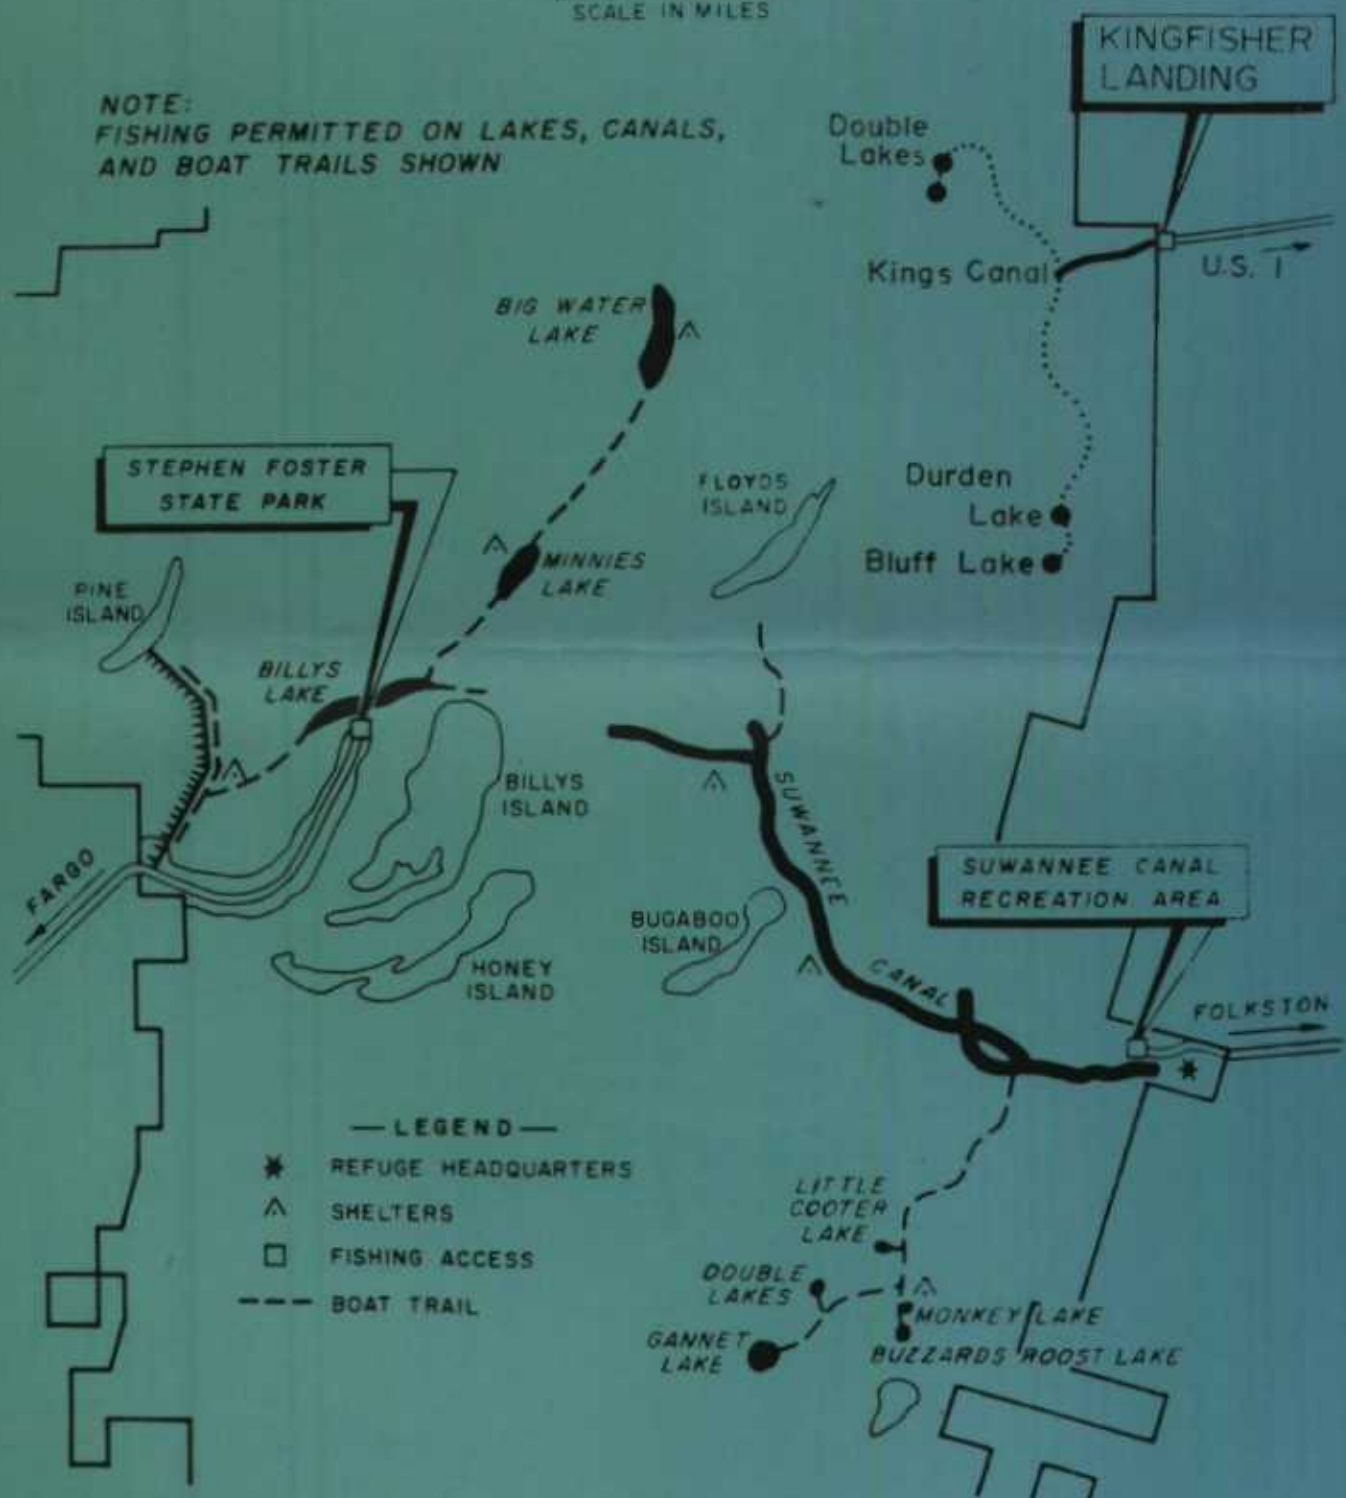 SCALE IN MILES
KINGFISHER
LANDING
NOTE:
FISHING PERMITTED ON LAKES, CANALS,
AND BOAT TRAILS SHOWN
Double
Lakes
Kings Canal
U.S. 1
BIG WATER
LAKE
STEPHEN FOSTER
STATE PARK
FLOYDS
ISLAND
Durden
Lake
Bluff Lake
MINNIES
LAKE
PINE
ISLAND
BILLYS
LAKE
BILLYS
ISLAND
SUWANNEE
CANAL
FARGO
SUWANNEE CANAL
RECREATION AREA
BUGABOO
ISLAND
HONEY
ISLAND
FOLKSTON
— LEGEND —
REFUGE HEADQUARTERS
SHELTERS
FISHING ACCESS
BOAT TRAIL
LITTLE
COOTER
LAKE
DOUBLE
LAKES
MONKEY LAKE
GANNET
LAKE
BUZZARDS ROOST LAKE